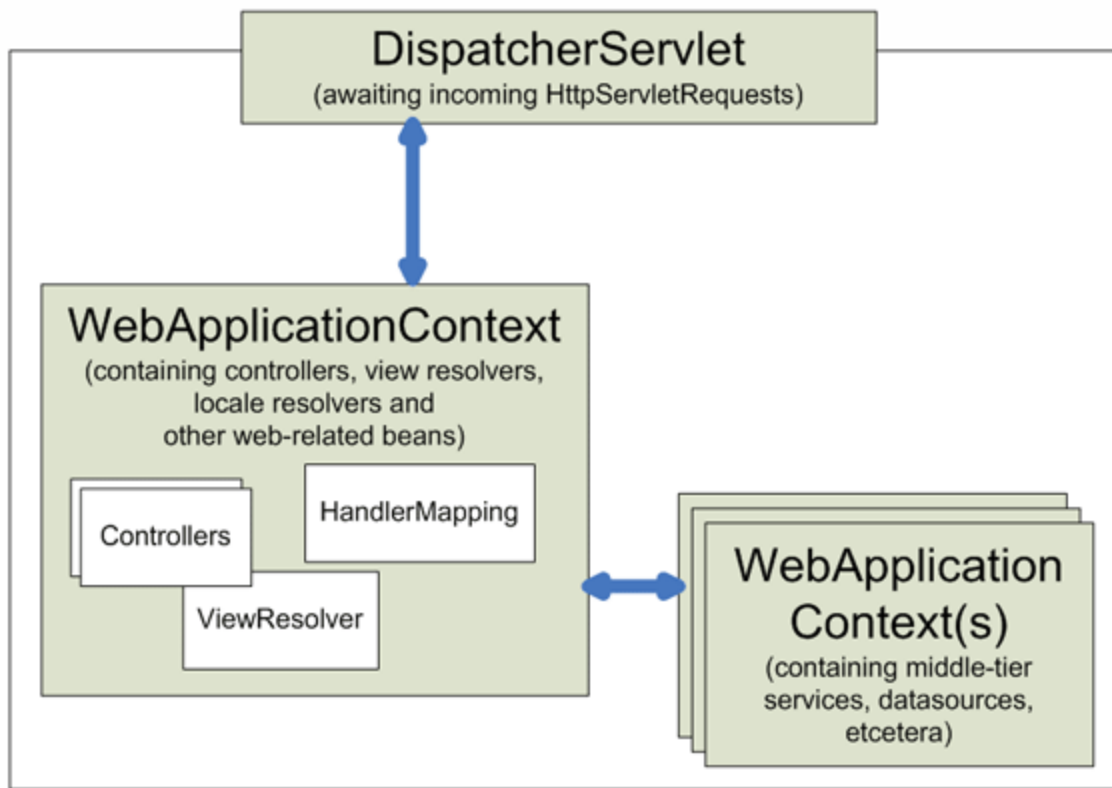 DispatcherServlet
(awaiting incoming HttpServletRequests)
WebApplicationContext
(containing controllers, view resolvers,
locale resolvers and
other web-related beans)
Controllers
HandlerMapping
ViewResolver
WebApplication
Context(s)
(containing middle-tier
services, datasources,
etcetera)